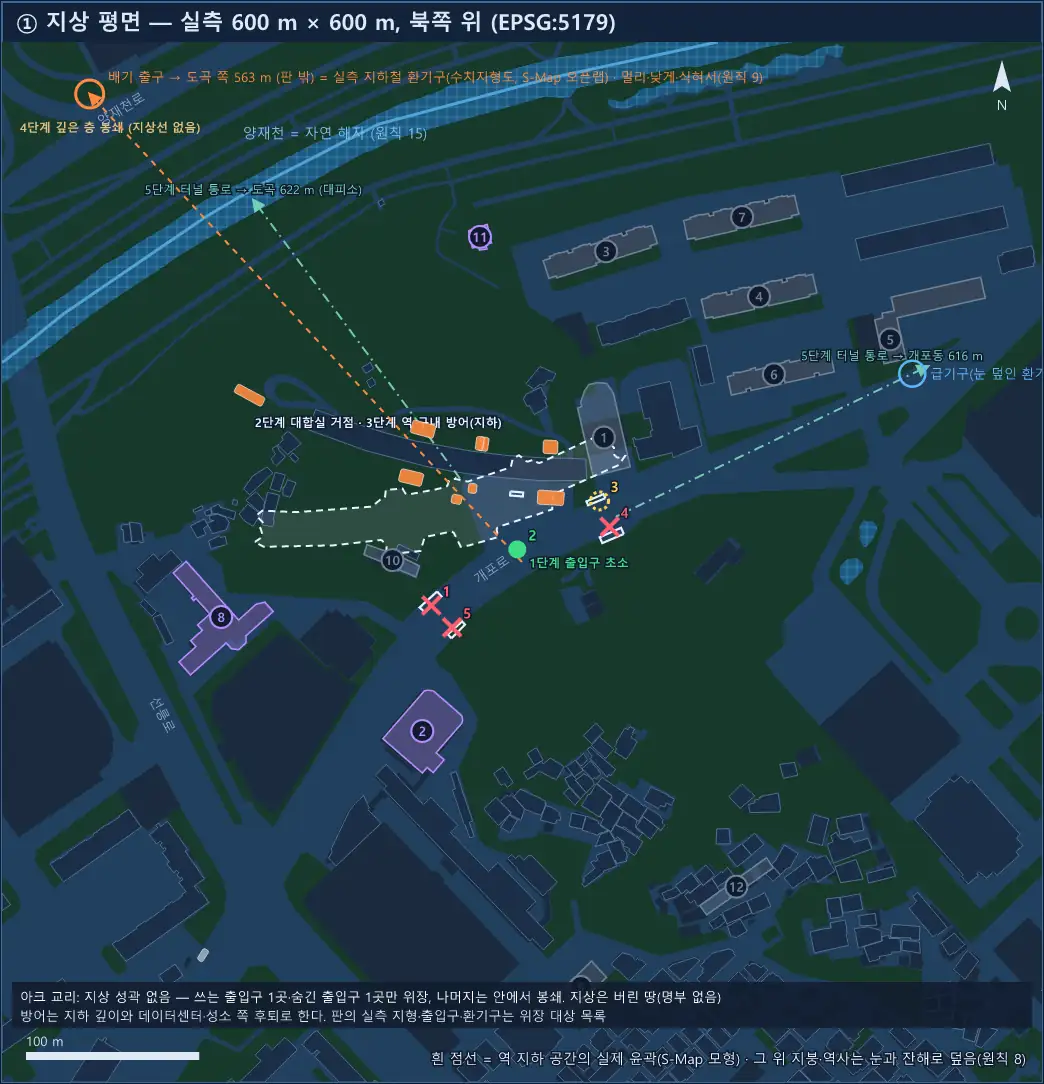 ① 지상 평면 — 실측 600 m × 600 m, 북쪽 위 (EPSG:5179)
배기 출구 → 도곡 쪽 563 m (판 밖) = 실측 지하철 환기구(수치지형도, S-Map 오픈랩) · 멀리·낮게·식혀서(원칙 9)
양재천로
N
4단계 깊은 층 봉쇄 (지상선 없음)
양재천 = 자연 해자 (원칙 15)
5단계 터널 통로 → 도곡 622 m (대피소)
7
11
3
4
5
5단계 터널 통로 → 개포동 616 m
6
급기구(눈 덮인 환기
2단계 대합실 거점 · 3단계 역 구내 방어(지하)
1
3
4
2
1단계 출입구 초소
10
개포로
1
5
8
선릉로
2
12
아크 교리: 지상 성곽 없음 — 쓰는 출입구 1곳·숨긴 출입구 1곳만 위장, 나머지는 안에서 봉쇄. 지상은 버린 땅(명부 없음)
방어는 지하 깊이와 데이터센터·성소 쪽 후퇴로 한다. 판의 실측 지형·출입구·환기구는 위장 대상 목록
100 m
흰 점선 = 역 지하 공간의 실제 윤곽(S-Map 모형) · 그 위 지붕·역사는 눈과 잔해로 덮음(원칙 8)